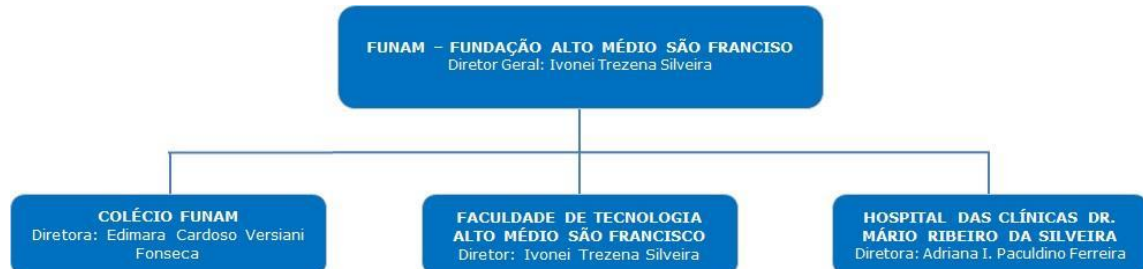 FUNAM – FUNDAÇÃO ALTO MÉDIO SÃO FRANCISO
Diretor Geral: Ivonei Trezena Silveira
COLÉCIO FUNAM
Diretora: Edimara Cardoso Versiani
Fonseca
FACULDADE DE TECNOLOGIA
ALTO MÉDIO SÃO FRANCISCO
Diretor: Ivonei Trezena Silveira
HOSPITAL DAS CLÍNICAS DR.
MÁRIO RIBEIRO DA SILVEIRA
Diretora: Adriana I. Paculdino Ferreira